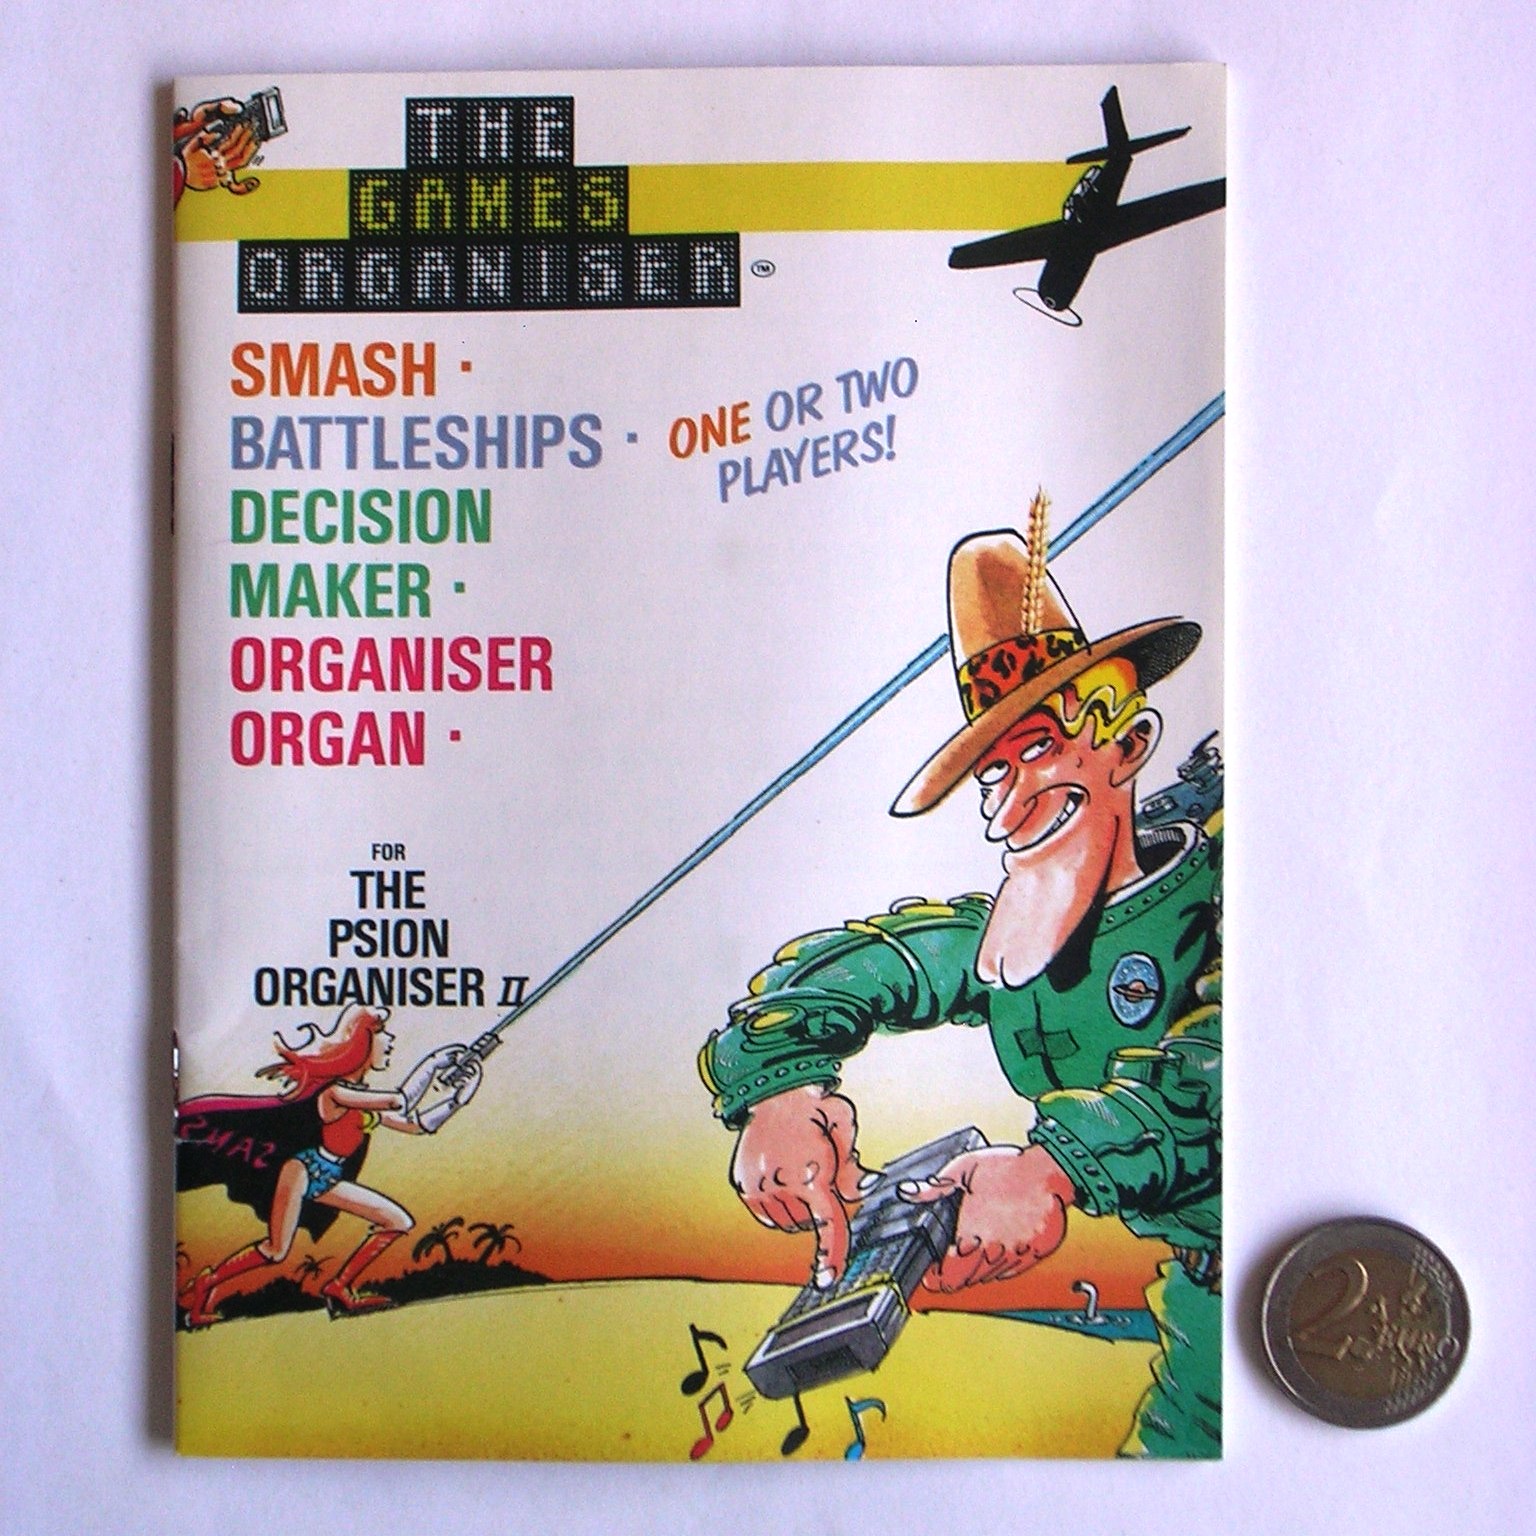 THE
GAMES
ORGANISER ™
SMASH ·
BATTLESHIPS · ONE OR TWO
PLAYERS!
DECISION
MAKER ·
ORGANISER
ORGAN ·
FOR
THE
PSION
ORGANISER II
2 EURO